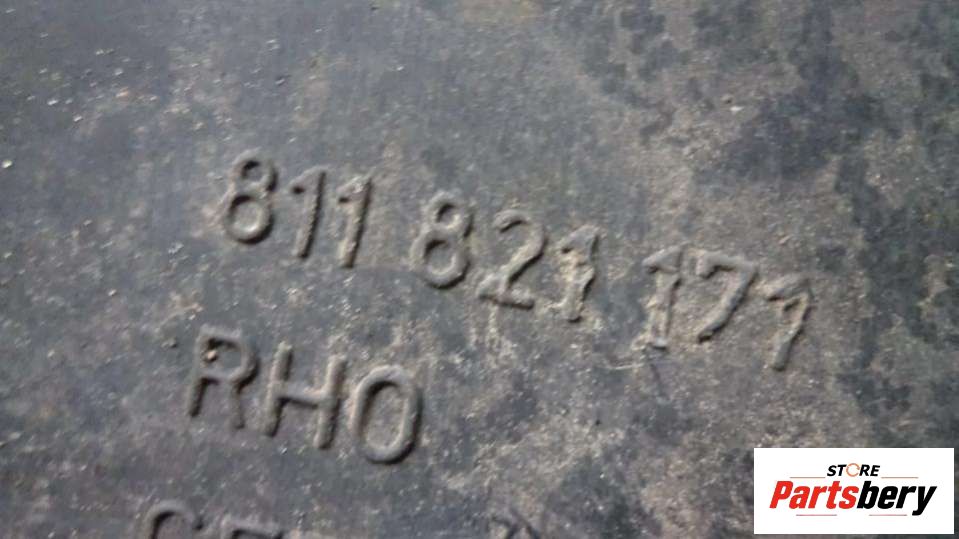 811 821 171
RHO
STORE
Partsbery